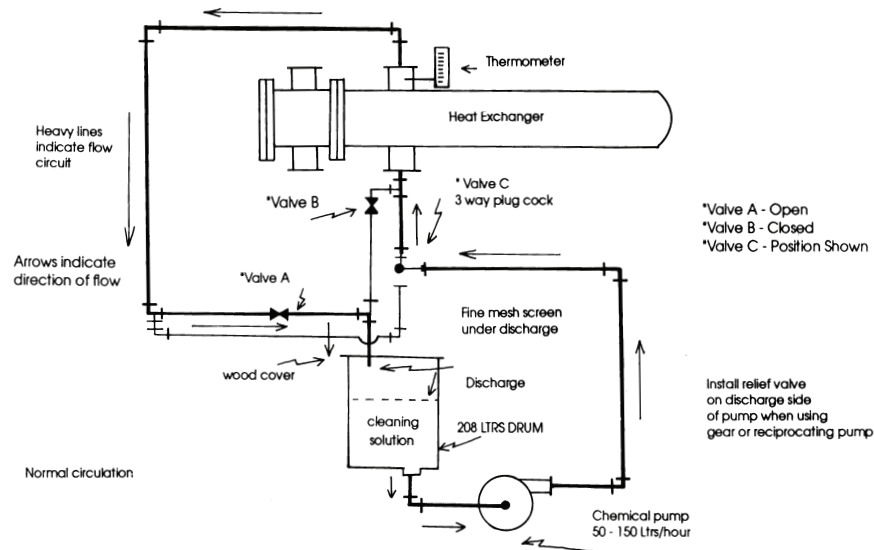 Thermometer
Heat Exchanger
Heavy lines
indicate flow
circuit
*Valve B
*Valve C
3 way plug cock
*Valve A - Open
*Valve B - Closed
*Valve C - Position Shown
Arrows indicate
direction of flow
*Valve A
Fine mesh screen
under discharge
wood cover
Discharge
Install relief valve
on discharge side
of pump when using
gear or reciprocating pump
cleaning
solution
208 LTRS DRUM
Normal circulation
Chemical pump
50 - 150 Ltrs/hour